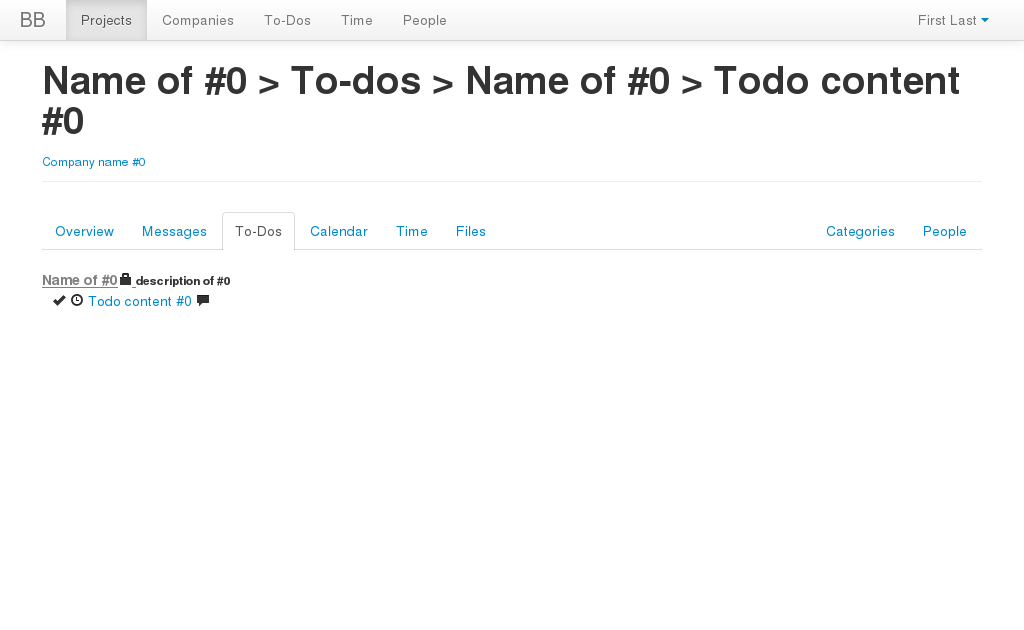 BB Projects Companies To-Dos Time People First Last
Name of #0 > To-dos > Name of #0 > Todo content
#0
Company name #0
Overview Messages To-Dos Calendar Time Files Categories People
Name of #0 description of #0
Todo content #0